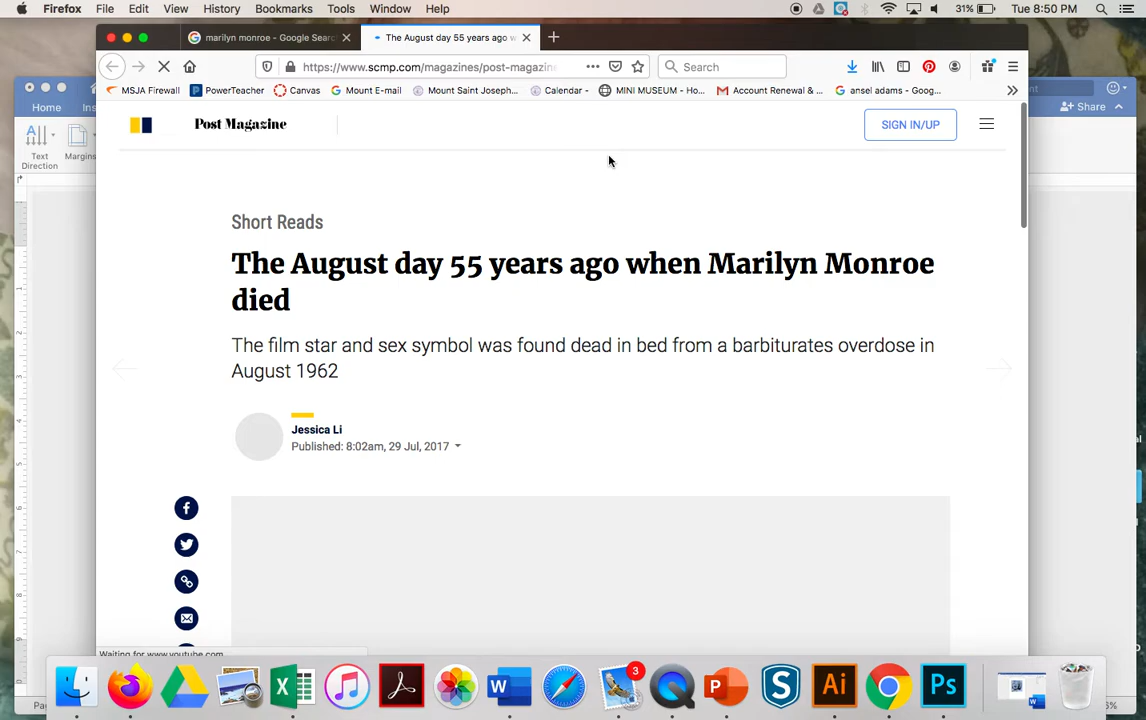 Firefox File Edit View History Bookmarks Tools Window Help 31% Tue 8:50 PM
marilyn monroe - Google Searc The August day 55 years ago w
https://www.scmp.com/magazines/post-magazin Search
MSJA Firewall PowerTeacher Canvas Mount E-mail Mount Saint Joseph... Calendar - MINI MUSEUM - Ho... Account Renewal & ... ansel adams - Goog...
Home Ins Share
Text Direction Margins
Post Magazine SIGN IN/UP
Short Reads
The August day 55 years ago when Marilyn Monroe
died
The film star and sex symbol was found dead in bed from a barbiturates overdose in
August 1962
Jessica Li
Published: 8:02am, 29 Jul, 2017
Waiting for www.youtube.com
3
W P S Ai Ps